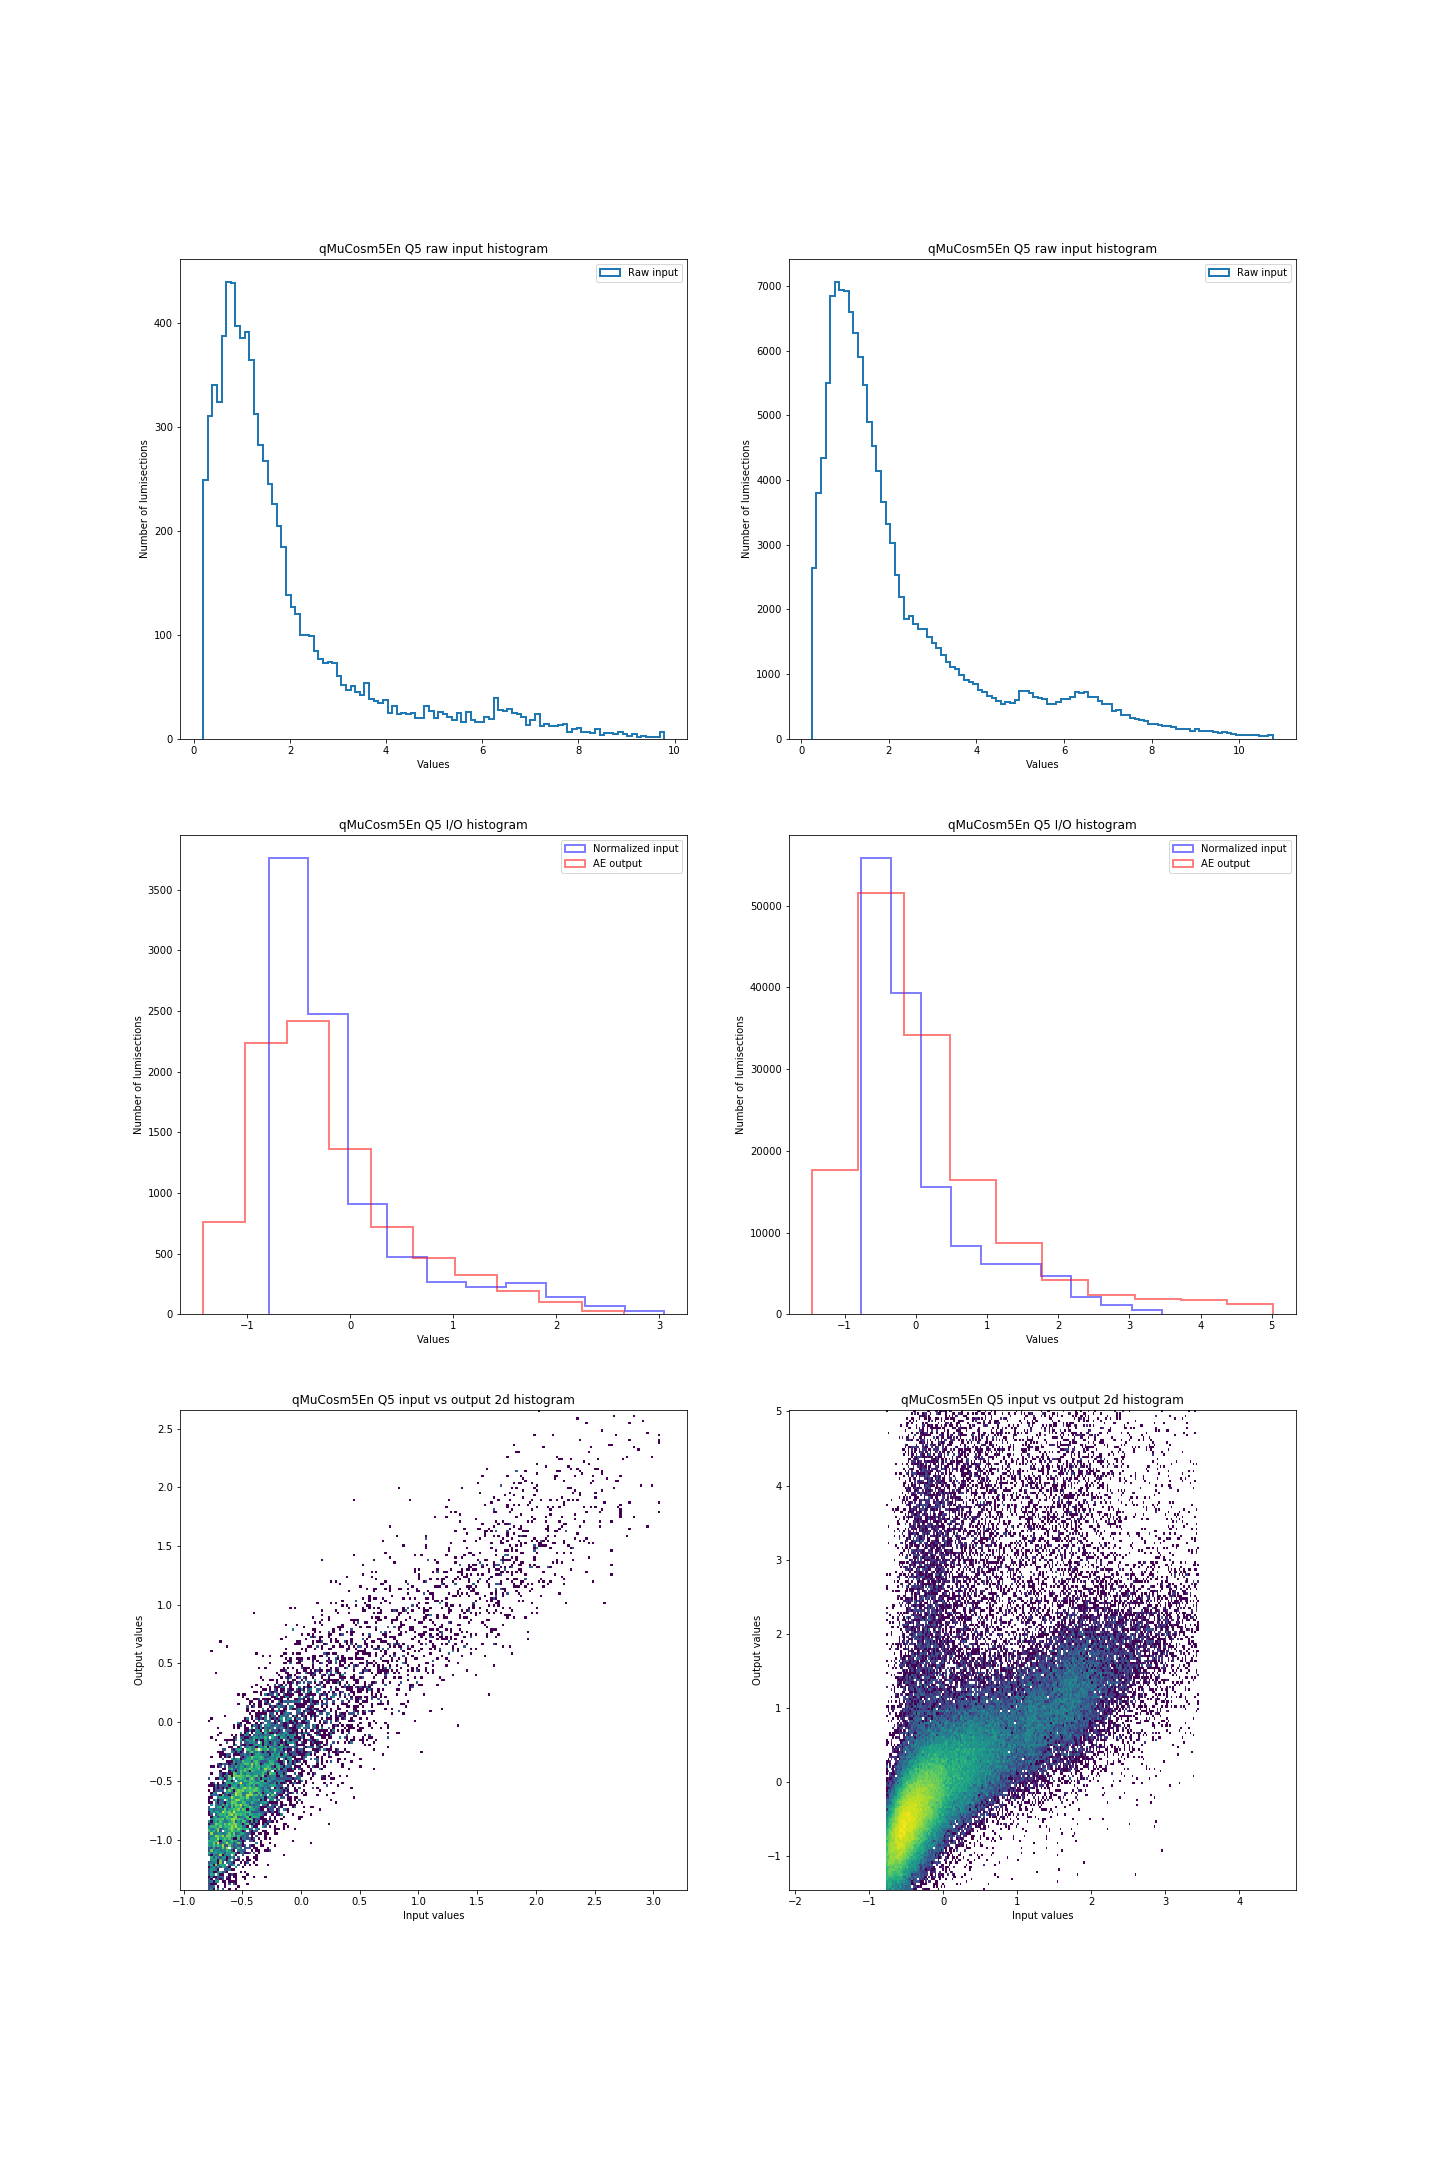 qMuCosm5En Q5 raw input histogram
Raw input
Number of lumisections
400
300
200
100
0
0 2 4 6 8 10
Values
qMuCosm5En Q5 raw input histogram
Raw input
Number of lumisections
7000
6000
5000
4000
3000
2000
1000
0
0 2 4 6 8 10
Values
qMuCosm5En Q5 I/O histogram
Normalized input
AE output
Number of lumisections
3500
3000
2500
2000
1500
1000
500
0
−1 0 1 2 3
Values
qMuCosm5En Q5 I/O histogram
Normalized input
AE output
Number of lumisections
50000
40000
30000
20000
10000
0
−1 0 1 2 3 4 5
Values
qMuCosm5En Q5 input vs output 2d histogram
Output values
2.5
2.0
1.5
1.0
0.5
0.0
−0.5
−1.0
−1.0 −0.5 0.0 0.5 1.0 1.5 2.0 2.5 3.0
Input values
qMuCosm5En Q5 input vs output 2d histogram
Output values
5
4
3
2
1
0
−1
−2 −1 0 1 2 3 4
Input values